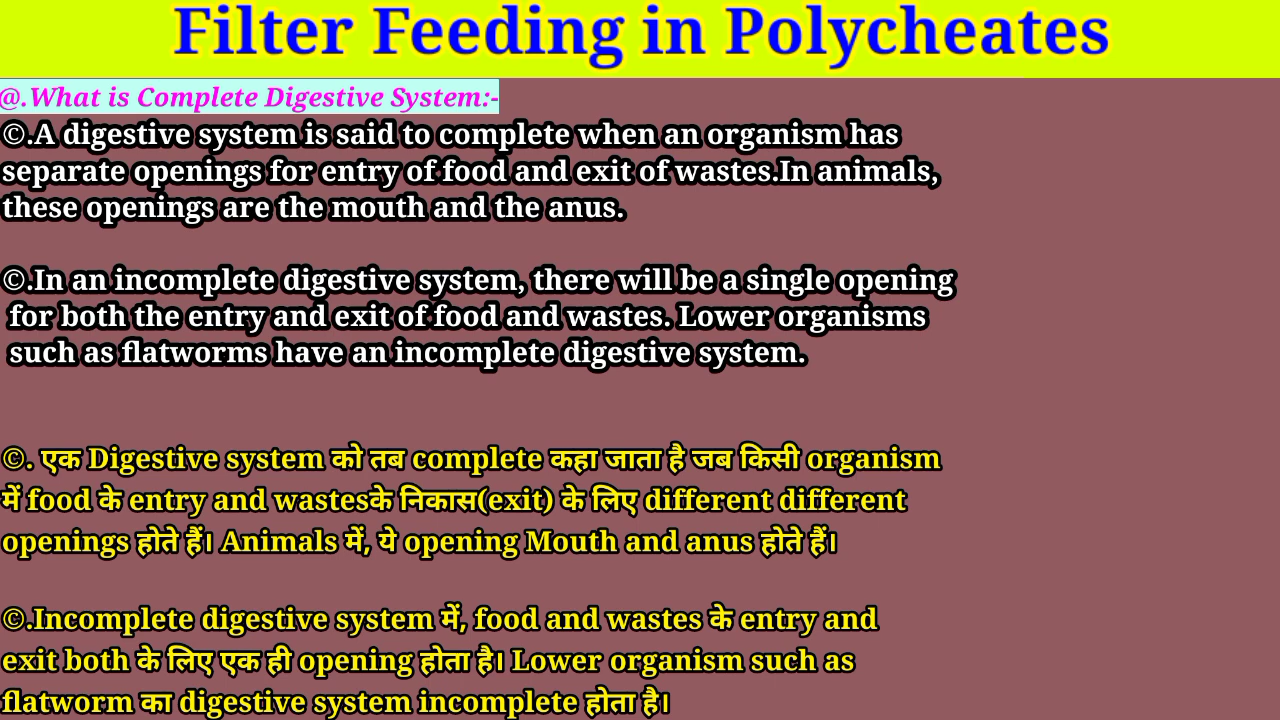 Filter Feeding in Polycheates
@.What is Complete Digestive System:-
©.A digestive system is said to complete when an organism has
separate openings for entry of food and exit of wastes.In animals,
these openings are the mouth and the anus.
©.In an incomplete digestive system, there will be a single opening
for both the entry and exit of food and wastes. Lower organisms
such as flatworms have an incomplete digestive system.
©. एक Digestive system को तब complete कहा जाता है जब किसी organism
में food के entry and wastesके निकास(exit) के लिए different different
openings होते हैं। Animals में, ये opening Mouth and anus होते हैं।
©.Incomplete digestive system में, food and wastes के entry and
exit both के लिए एक ही opening होता है। Lower organism such as
flatworm का digestive system incomplete होता है।